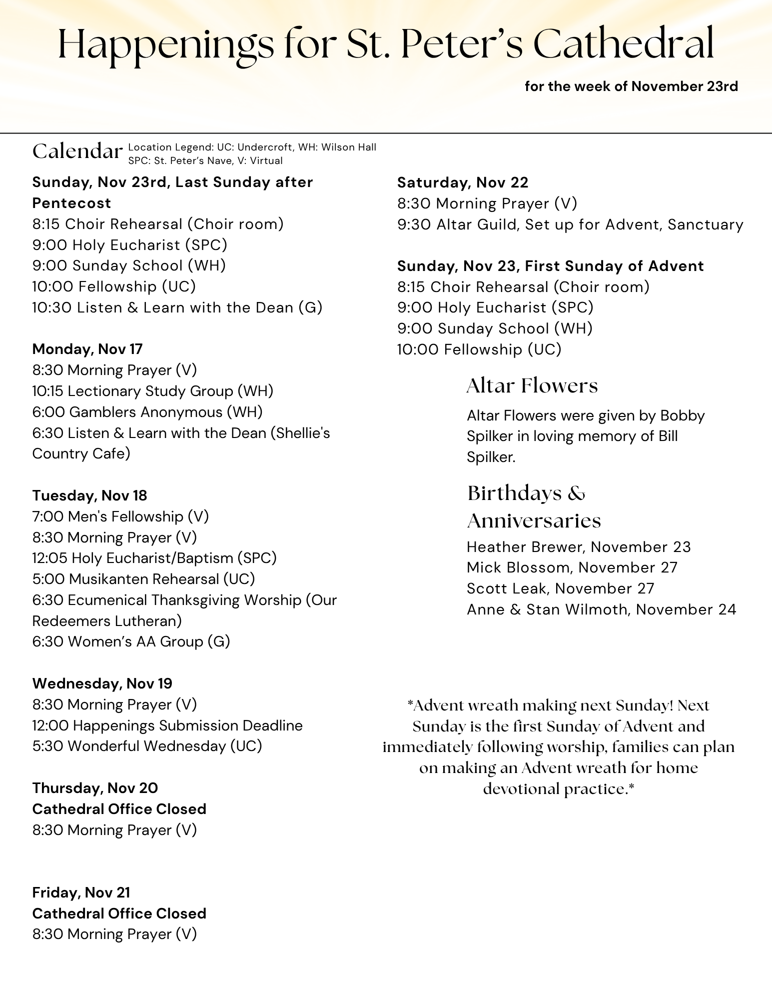 Happenings for St. Peter’s Cathedral
for the week of November 23rd
Calendar
Location Legend: UC: Undercroft, WH: Wilson Hall
SPC: St. Peter’s Nave, V: Virtual
Sunday, Nov 23rd, Last Sunday after
Pentecost
8:15 Choir Rehearsal (Choir room)
9:00 Holy Eucharist (SPC)
9:00 Sunday School (WH)
10:00 Fellowship (UC)
10:30 Listen & Learn with the Dean (G)
Monday, Nov 17
8:30 Morning Prayer (V)
10:15 Lectionary Study Group (WH)
6:00 Gamblers Anonymous (WH)
6:30 Listen & Learn with the Dean (Shellie's
Country Cafe)
Tuesday, Nov 18
7:00 Men's Fellowship (V)
8:30 Morning Prayer (V)
12:05 Holy Eucharist/Baptism (SPC)
5:00 Musikanten Rehearsal (UC)
6:30 Ecumenical Thanksgiving Worship (Our
Redeemers Lutheran)
6:30 Women’s AA Group (G)
Wednesday, Nov 19
8:30 Morning Prayer (V)
12:00 Happenings Submission Deadline
5:30 Wonderful Wednesday (UC)
Thursday, Nov 20
Cathedral Office Closed
8:30 Morning Prayer (V)
Friday, Nov 21
Cathedral Office Closed
8:30 Morning Prayer (V)
Saturday, Nov 22
8:30 Morning Prayer (V)
9:30 Altar Guild, Set up for Advent, Sanctuary
Sunday, Nov 23, First Sunday of Advent
8:15 Choir Rehearsal (Choir room)
9:00 Holy Eucharist (SPC)
9:00 Sunday School (WH)
10:00 Fellowship (UC)
Altar Flowers
Altar Flowers were given by Bobby
Spilker in loving memory of Bill
Spilker.
Birthdays &
Anniversaries
Heather Brewer, November 23
Mick Blossom, November 27
Scott Leak, November 27
Anne & Stan Wilmoth, November 24
*Advent wreath making next Sunday! Next
Sunday is the first Sunday of Advent and
immediately following worship, families can plan
on making an Advent wreath for home
devotional practice.*